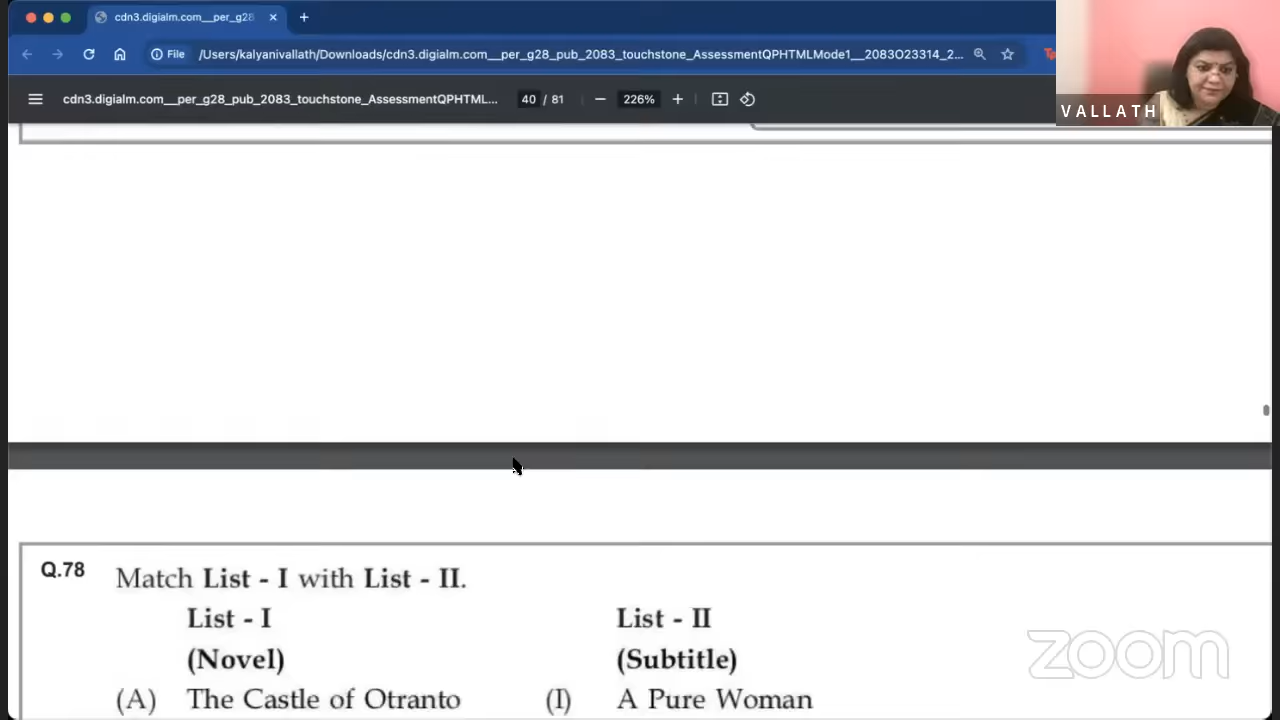 cdn3.digialm.com__per_g28
File /Users/kalyanivallath/Downloads/cdn3.digialm.com__per_g28_pub_2083_touchstone_AssessmentQPHTMLMode1__2083O23314_2...
cdn3.digialm.com__per_g28_pub_2083_touchstone_AssessmentQPHTML... 40 / 81 226%
VALLATH
Q.78 Match List - I with List - II.
List - I List - II
(Novel) (Subtitle)
(A) The Castle of Otranto (I) A Pure Woman
zoom